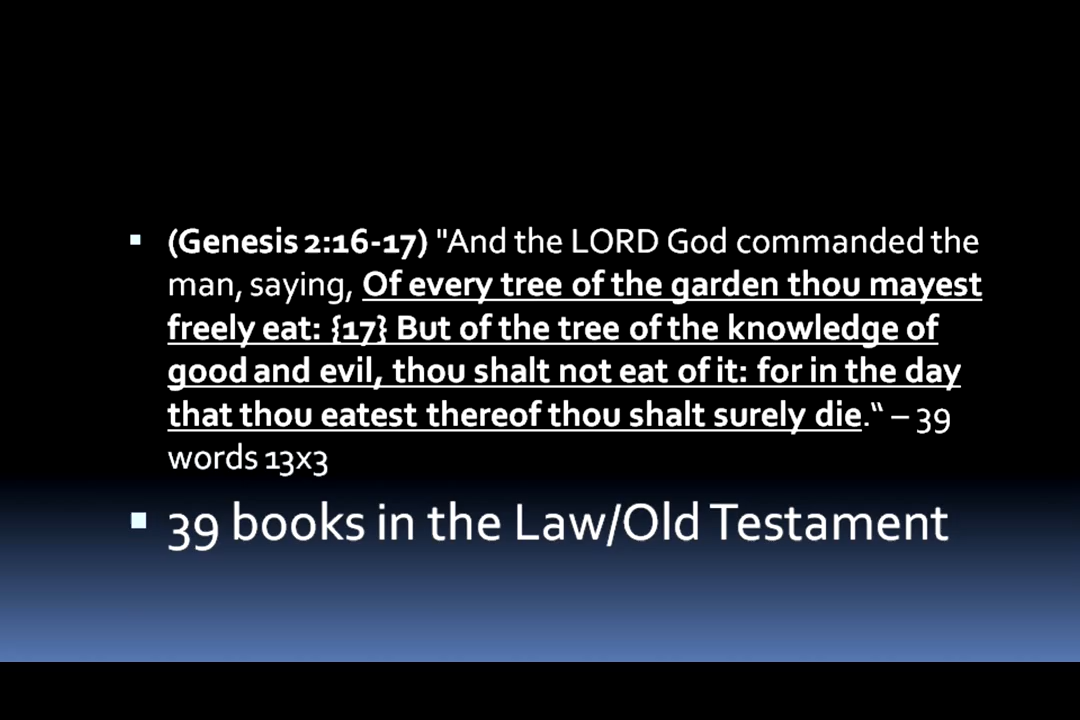 ▪ (Genesis 2:16-17) "And the LORD God commanded the
man, saying, Of every tree of the garden thou mayest
freely eat: {17} But of the tree of the knowledge of
good and evil, thou shalt not eat of it: for in the day
that thou eatest thereof thou shalt surely die.“ – 39
words 13x3
▪ 39 books in the Law/Old Testament